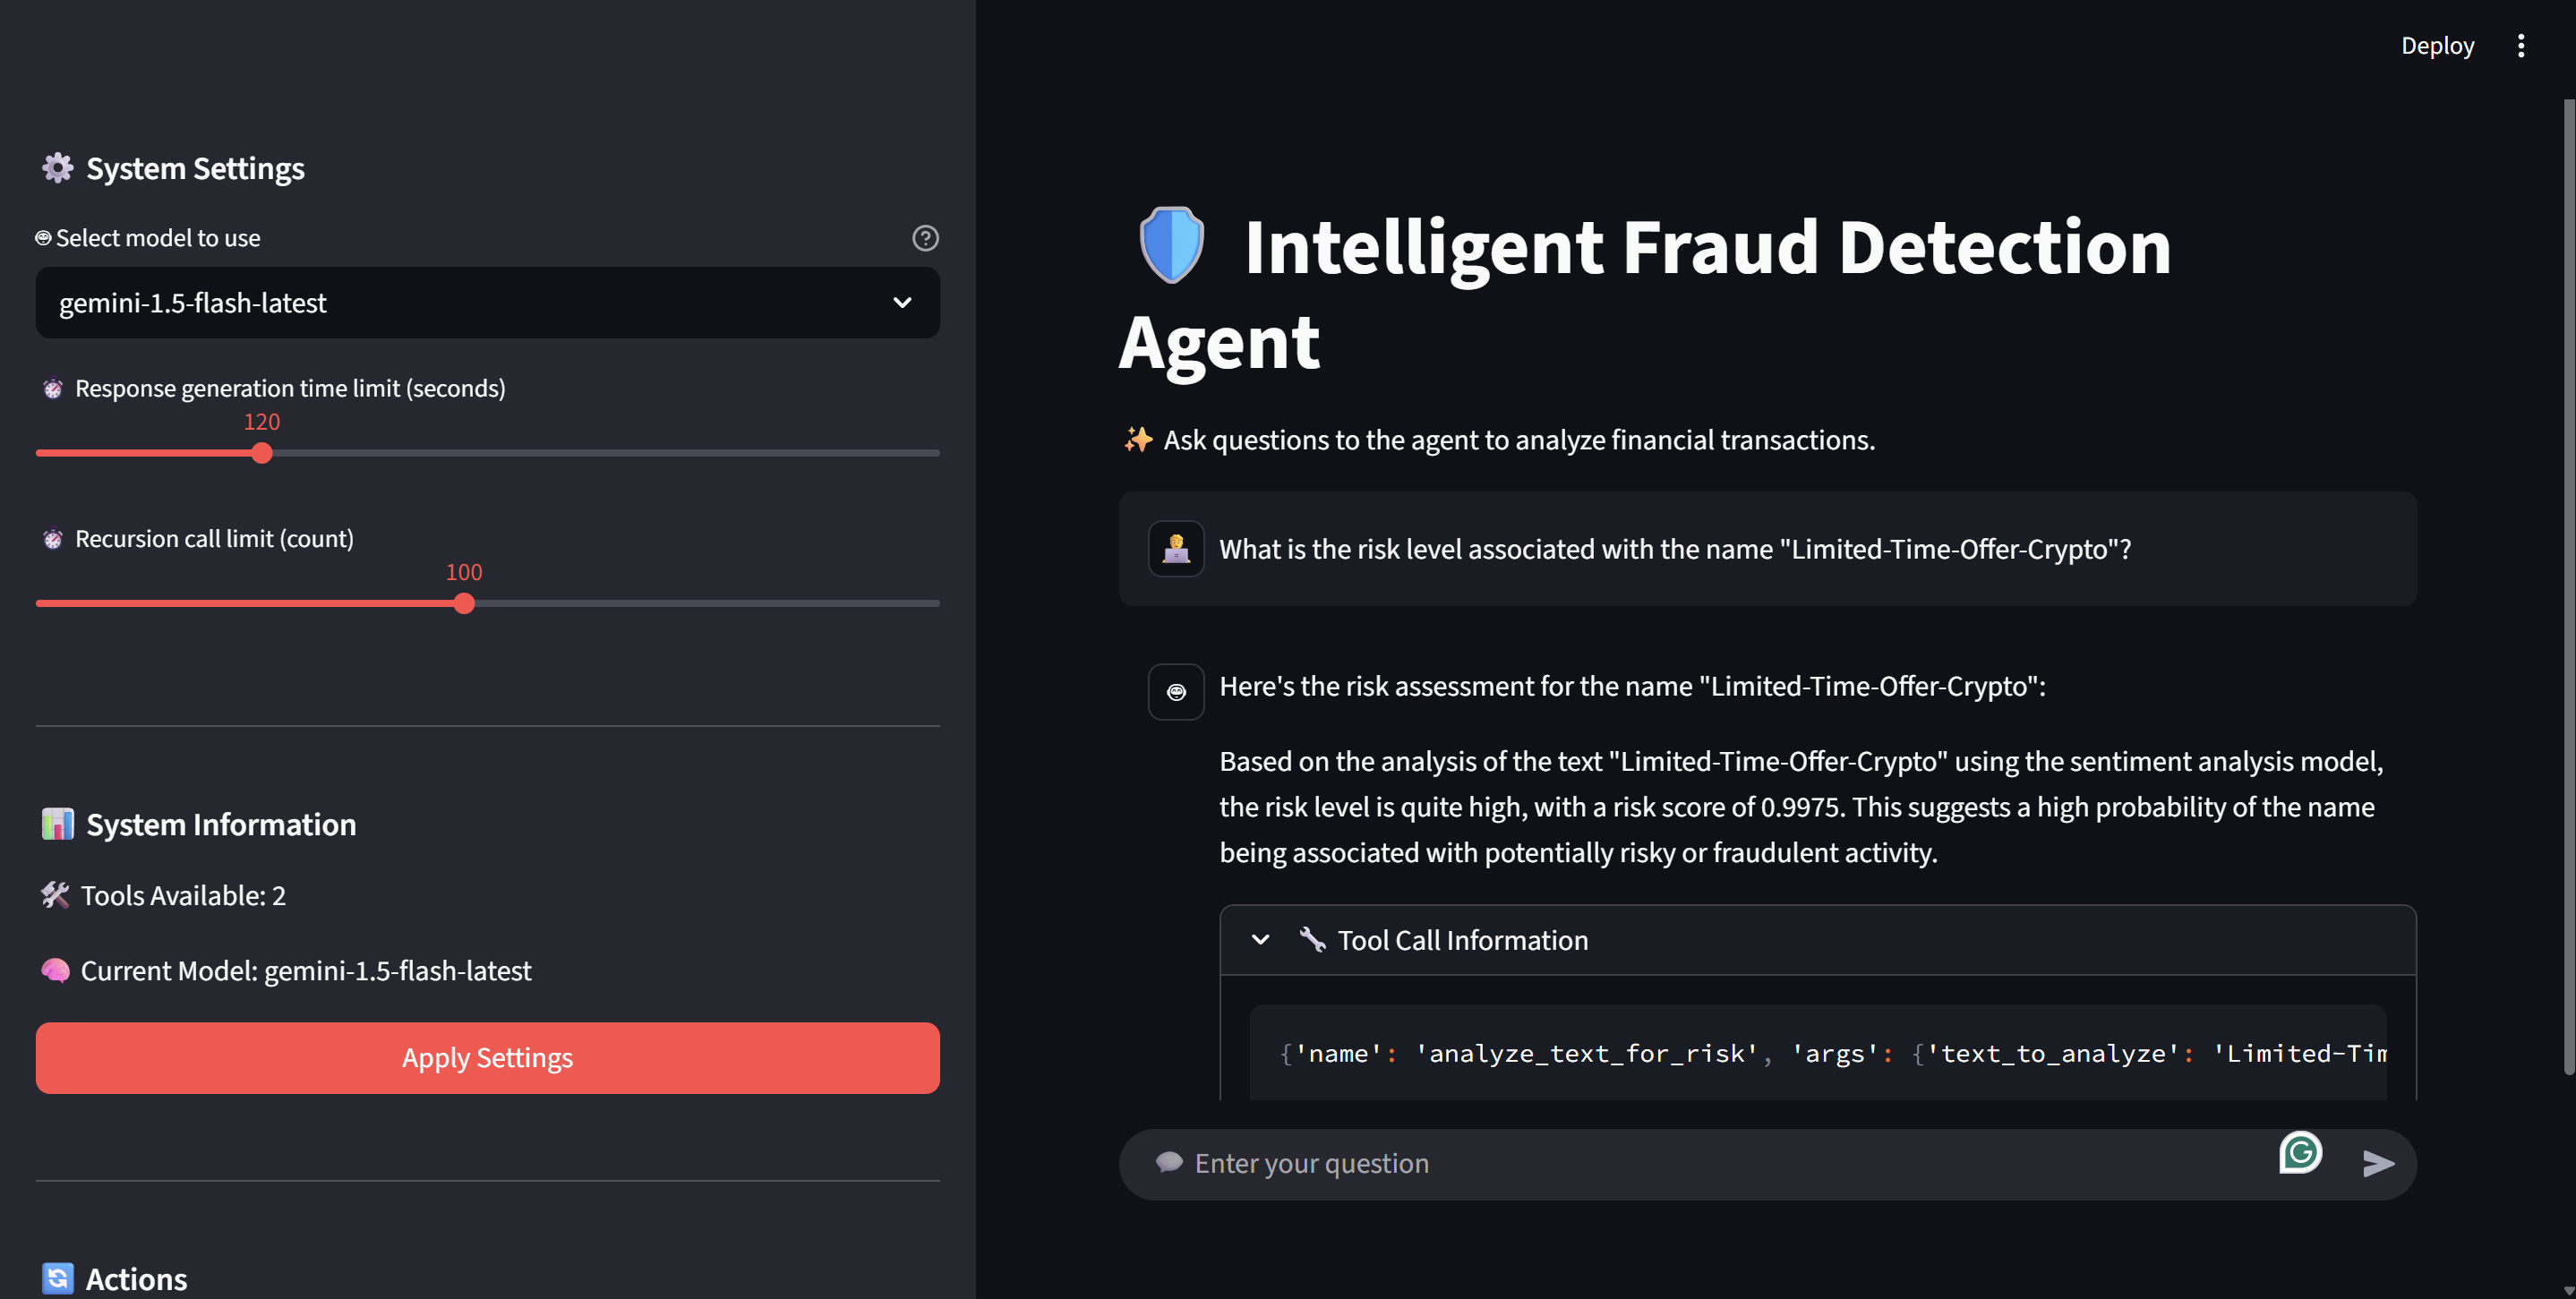 System Settings
Select model to use
gemini-1.5-flash-latest
Response generation time limit (seconds)
120
Recursion call limit (count)
100
System Information
Tools Available: 2
Current Model: gemini-1.5-flash-latest
Apply Settings
Actions
Deploy
Intelligent Fraud Detection
Agent
Ask questions to the agent to analyze financial transactions.
What is the risk level associated with the name "Limited-Time-Offer-Crypto"?
Here's the risk assessment for the name "Limited-Time-Offer-Crypto":
Based on the analysis of the text "Limited-Time-Offer-Crypto" using the sentiment analysis model,
the risk level is quite high, with a risk score of 0.9975. This suggests a high probability of the name
being associated with potentially risky or fraudulent activity.
Tool Call Information
{'name': 'analyze_text_for_risk', 'args': {'text_to_analyze': 'Limited-Tim
Enter your question